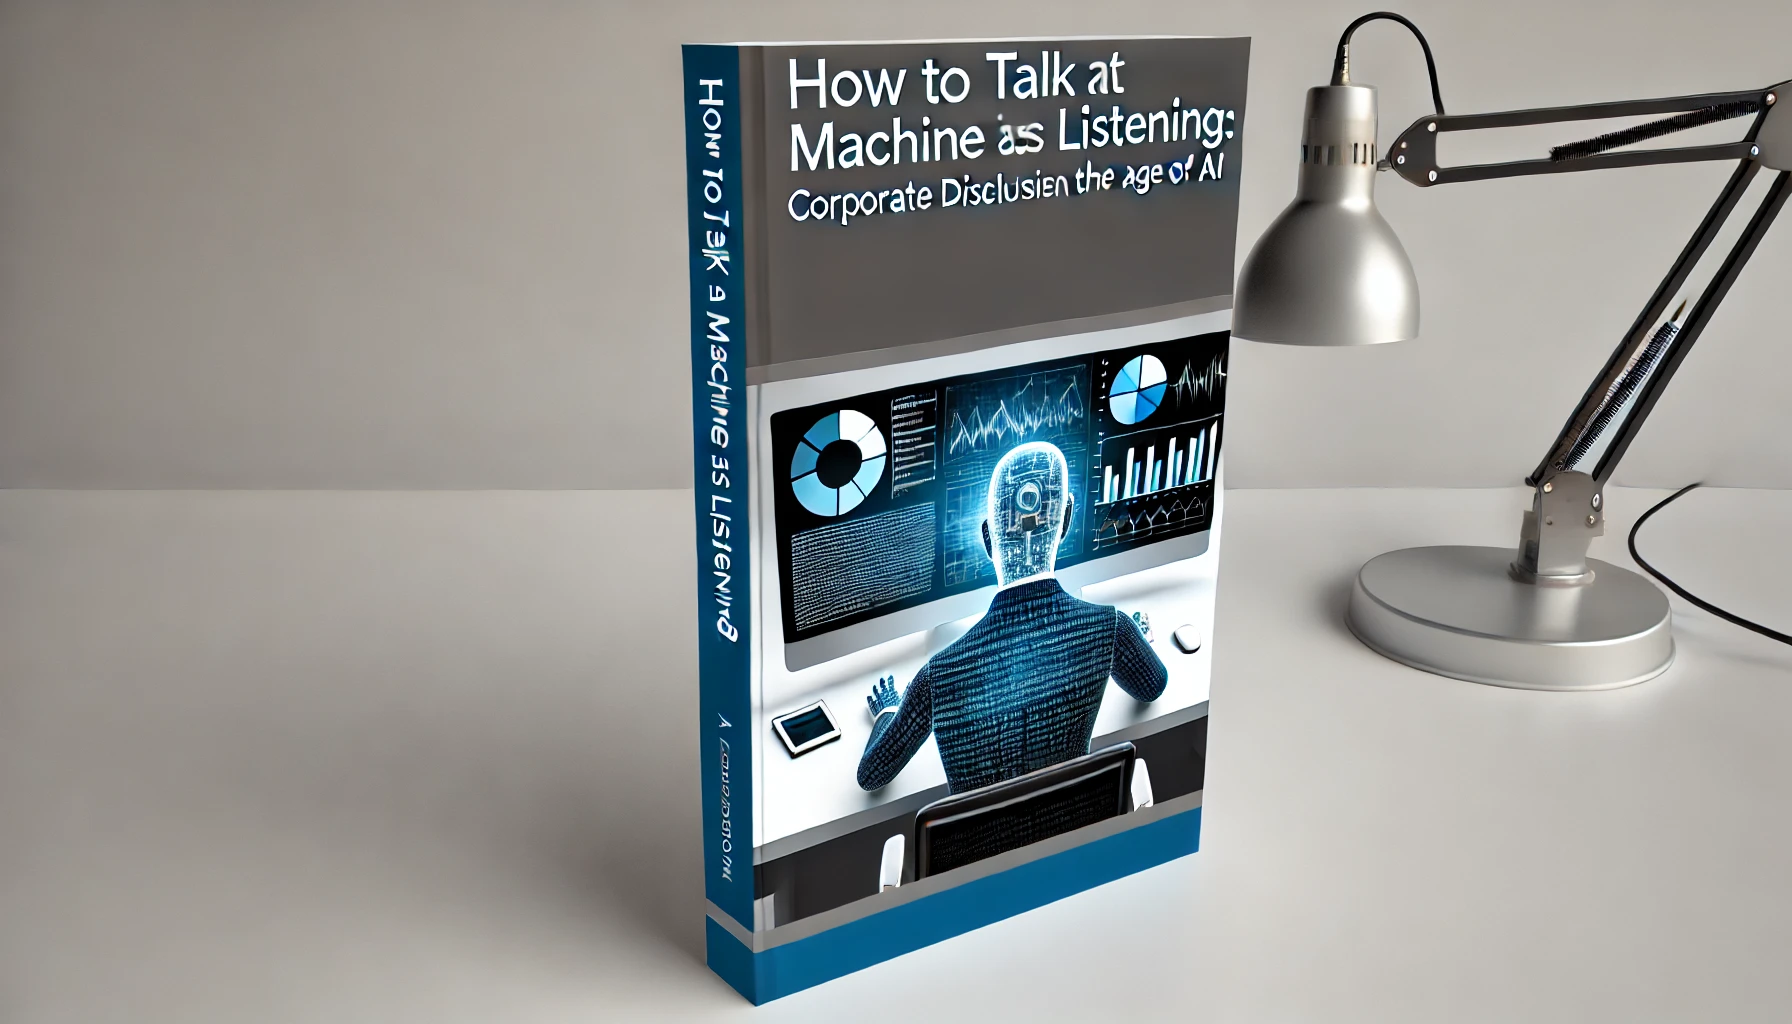 How to Talk at
Machine as Listening:
Corporate Disclusien the age of AI
How to Talk a Machine as Listening
A